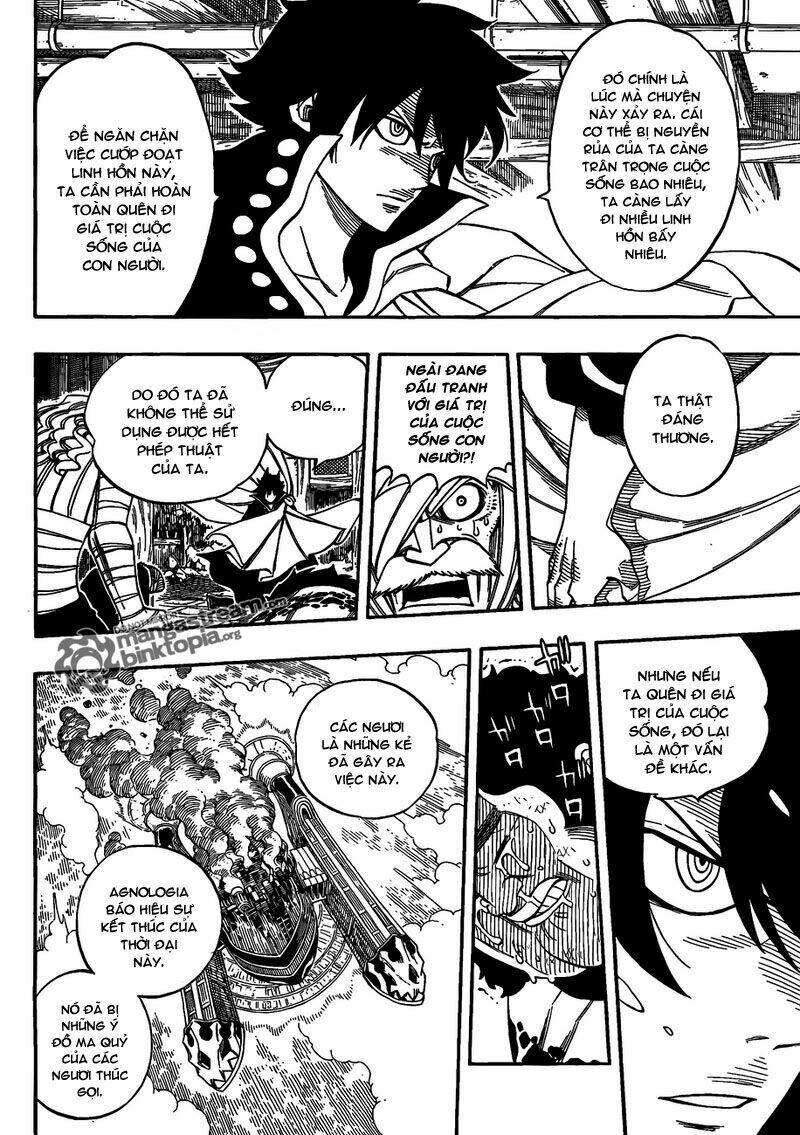 ĐÓ CHÍNH LÀ
LÚC MÀ CHUYỆN
NÀY XẢY RA. CÁI
CƠ THỂ BỊ NGUYỀN
RỦA CỦA TA CÀNG
TRÂN TRỌNG CUỘC
SỐNG BAO NHIÊU,
TA CÀNG LẤY
ĐI NHIỀU LINH
HỒN BẤY
NHIÊU.
ĐỂ NGĂN CHẶN
VIỆC CƯỚP ĐOẠT
LINH HỒN NÀY,
TA CẦN PHẢI HOÀN
TOÀN QUÊN ĐI
GIÁ TRỊ CUỘC
SỐNG CỦA
CON NGƯỜI.
TA THẬT
ĐÁNG
THƯƠNG.
NGÀI ĐANG
ĐẤU TRANH
VỚI GIÁ TRỊ
CỦA CUỘC
SỐNG CON
NGƯỜI?!
ĐÚNG...
DO ĐÓ TA ĐÃ
KHÔNG THỂ SỬ
DỤNG ĐƯỢC HẾT
PHÉP THUẬT
CỦA TA.
mangastream
binktopia.org
NHƯNG NẾU
TA QUÊN ĐI GIÁ
TRỊ CỦA CUỘC
SỐNG, ĐÓ LẠI
LÀ MỘT VẤN
ĐỀ KHÁC.
ガタガタ
CÁC NGƯƠI
LÀ NHỮNG KẺ
ĐÃ GÂY RA
VIỆC NÀY.
AGNOLOGIA
BÁO HIỆU SỰ
KẾT THÚC CỦA
THỜI ĐẠI
NÀY.
NÓ ĐÃ BỊ
NHỮNG Ý
ĐỒ MA QUỶ
CỦA CÁC
NGƯƠI THÚC
GỌI.